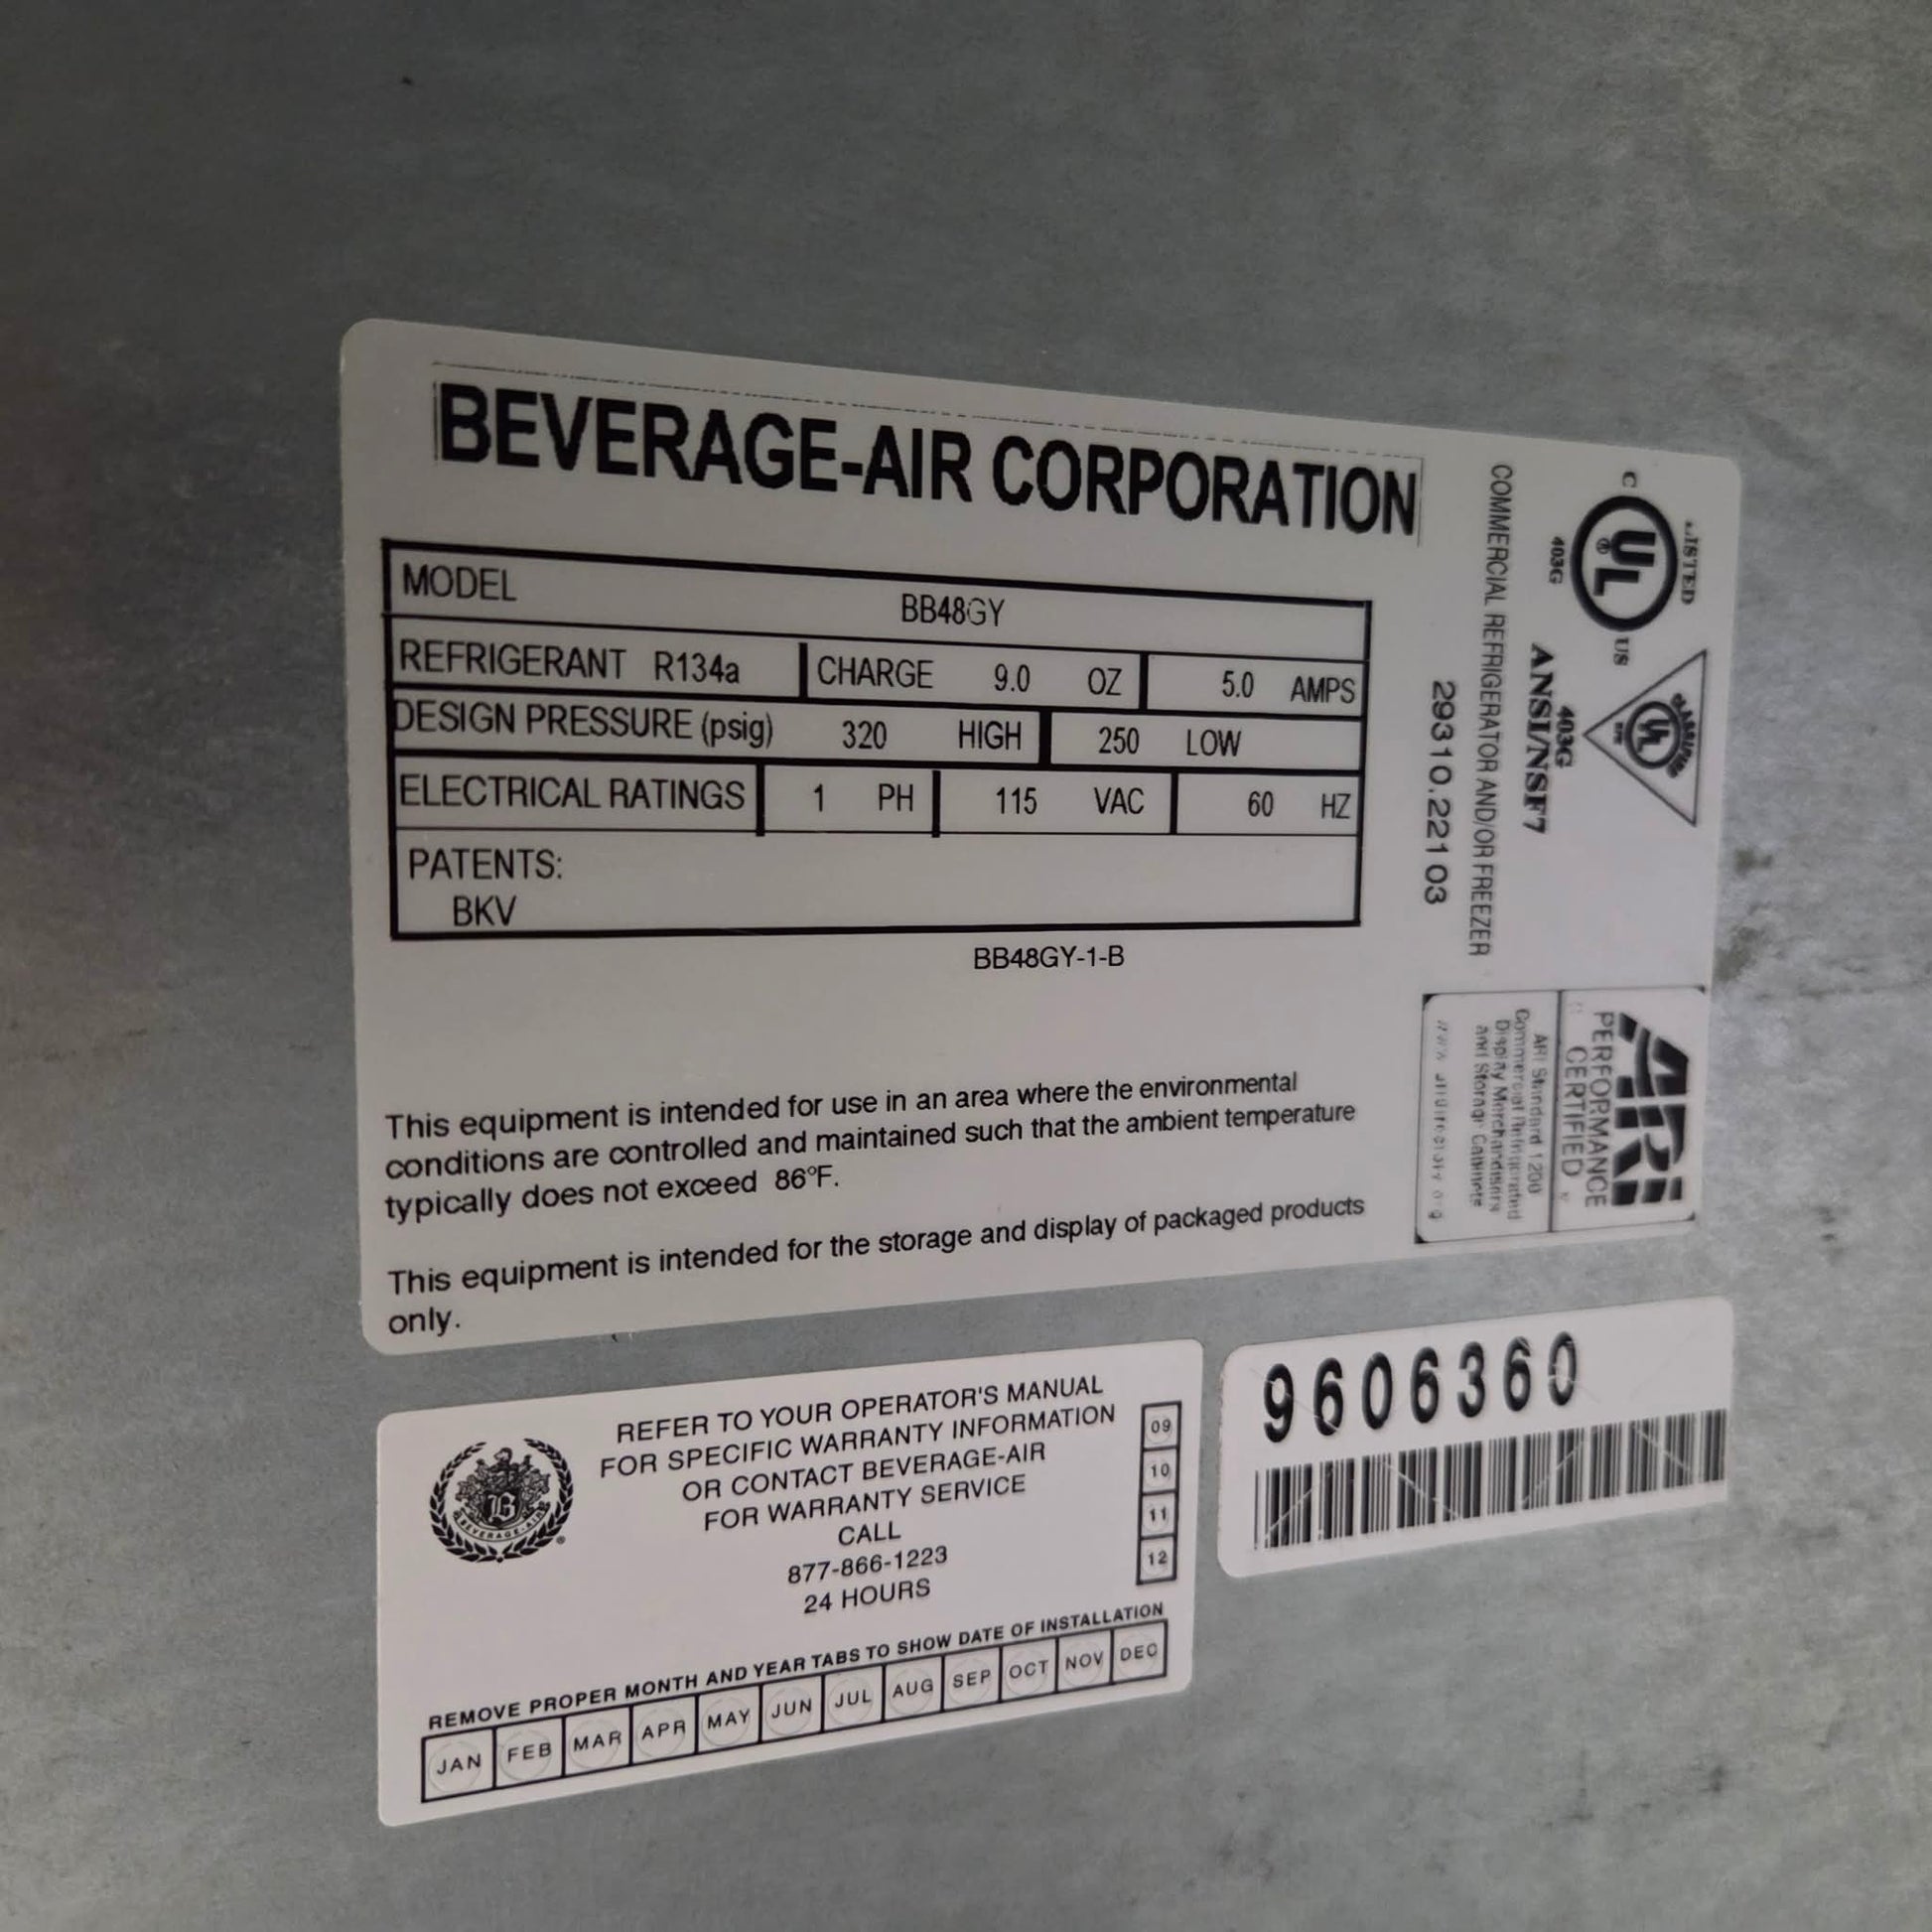 BEVERAGE-AIR CORPORATION
MODEL BB48GY
REFRIGERANT R134a CHARGE 9.0 OZ 5.0 AMPS
DESIGN PRESSURE (psig) 320 HIGH 250 LOW
ELECTRICAL RATINGS 1 PH 115 VAC 60 HZ
PATENTS:
BKV
BB48GY-1-B
This equipment is intended for use in an area where the environmental
conditions are controlled and maintained such that the ambient temperature
typically does not exceed 86°F.
This equipment is intended for the storage and display of packaged products
only.
C UL® US
LISTED
403G
CLASSIFIED
UL
EPH
403G
ANSI/NSF7
COMMERCIAL REFRIGERATOR AND/OR FREEZER
29310.22103
ARi
PERFORMANCE
CERTIFIED
ARI Standard 1200
Commercial Refrigerated
Display Merchandisers
and Storage Cabinets
REFER TO YOUR OPERATOR'S MANUAL
FOR SPECIFIC WARRANTY INFORMATION
OR CONTACT BEVERAGE-AIR
FOR WARRANTY SERVICE
CALL
877-866-1223
24 HOURS
B
BEVERAGE-AIR
®
09
10
11
12
REMOVE PROPER MONTH AND YEAR TABS TO SHOW DATE OF INSTALLATION
JAN FEB MAR APR MAY JUN JUL AUG SEP OCT NOV DEC
9606360